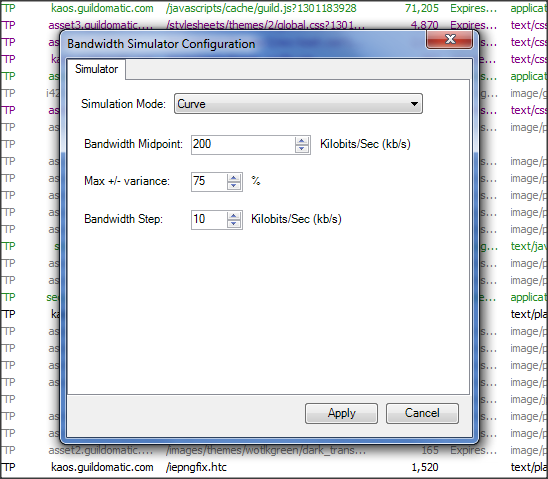 TP kaos.guildomatic.com /javascripts/cache/guild.js?1301183928 71,205 Expires... applicat
TP asset3.guildomatic.... /stylesheets/themes/2/global.css?1301... 4,870 Expires... text/css
Bandwidth Simulator Configuration
Simulator
Simulation Mode: Curve
Bandwidth Midpoint: 200 Kilobits/Sec (kb/s)
Max +/- variance: 75 %
Bandwidth Step: 10 Kilobits/Sec (kb/s)
Apply Cancel
TP asset2.guildomatic.... /images/themes/wotlkgreen/dark_trans... 165 Expires... image/p
TP kaos.guildomatic.com /iepngfix.htc 1,520 text/pla